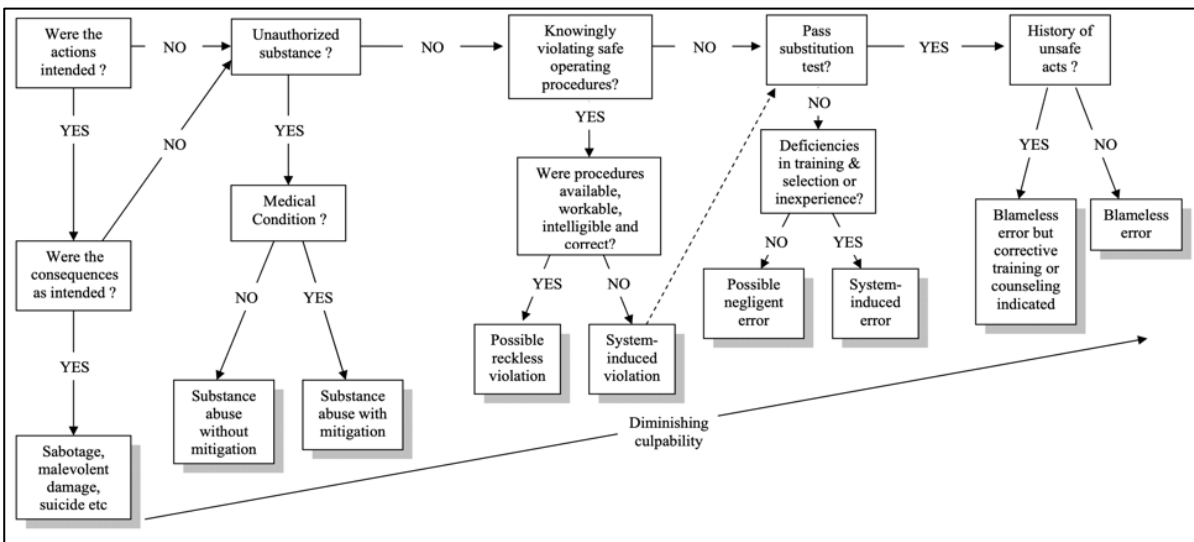 Were the
actions
intended ?
NO
Unauthorized
substance ?
NO
Knowingly
violating safe
operating
procedures?
NO
Pass
substitution
test?
YES
History of
unsafe
acts ?
YES
NO
YES
YES
NO
YES
NO
Medical
Condition ?
Were procedures
available,
workable,
intelligible and
correct?
Deficiencies
in training &
selection or
inexperience?
Were the
consequences
as intended ?
NO
YES
YES
NO
NO
YES
Blameless
error but
corrective
training or
counseling
indicated
Blameless
error
YES
Substance
abuse
without
mitigation
Substance
abuse with
mitigation
Possible
reckless
violation
System-
induced
violation
Possible
negligent
error
System-
induced
error
Sabotage,
malevolent
damage,
suicide etc
Diminishing
culpability